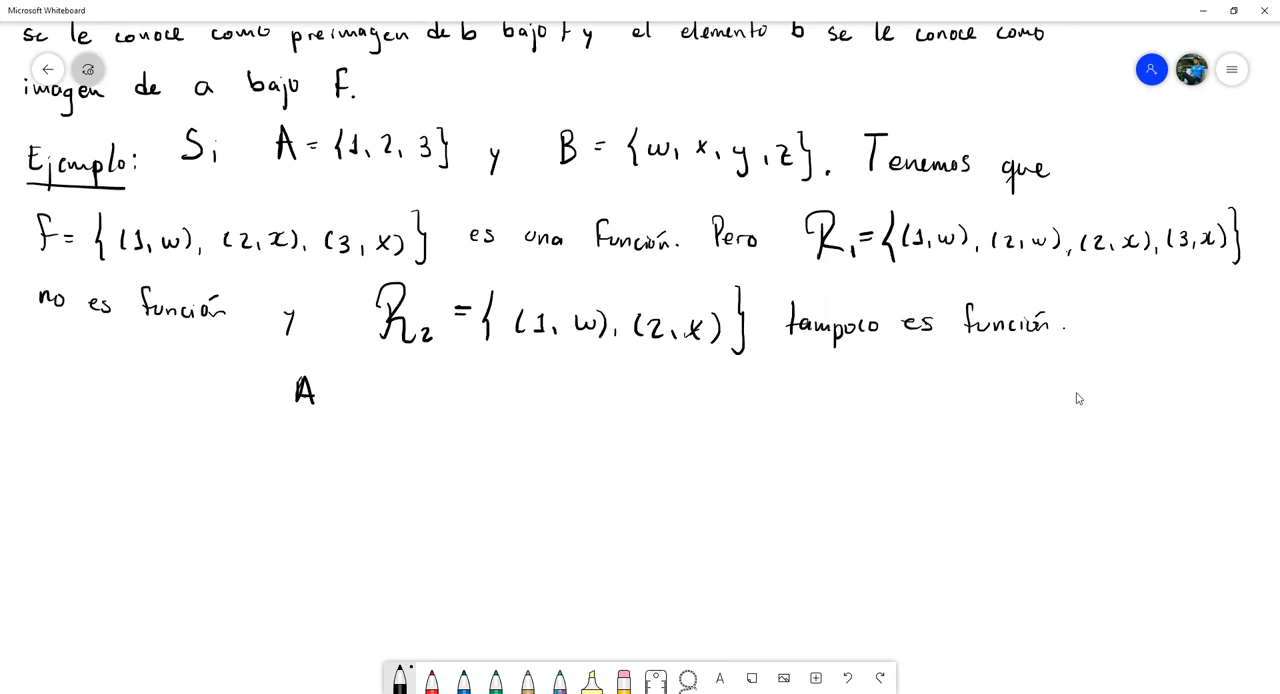 Microsoft Whiteboard
se le conoce como preimagen de b bajo f y el elemento b se le conoce como
imagen de a bajo F.
Ejemplo: Si A = {1, 2, 3} y B = {w, x, y, z}. Tenemos que
F = {(1, w), (2, x), (3, x)} es una Función. Pero R₁ = {(1, w), (2, w), (2, x), (3, x)}
no es función y R₂ = {(1, w), (2, x)} tampoco es función.
A
A